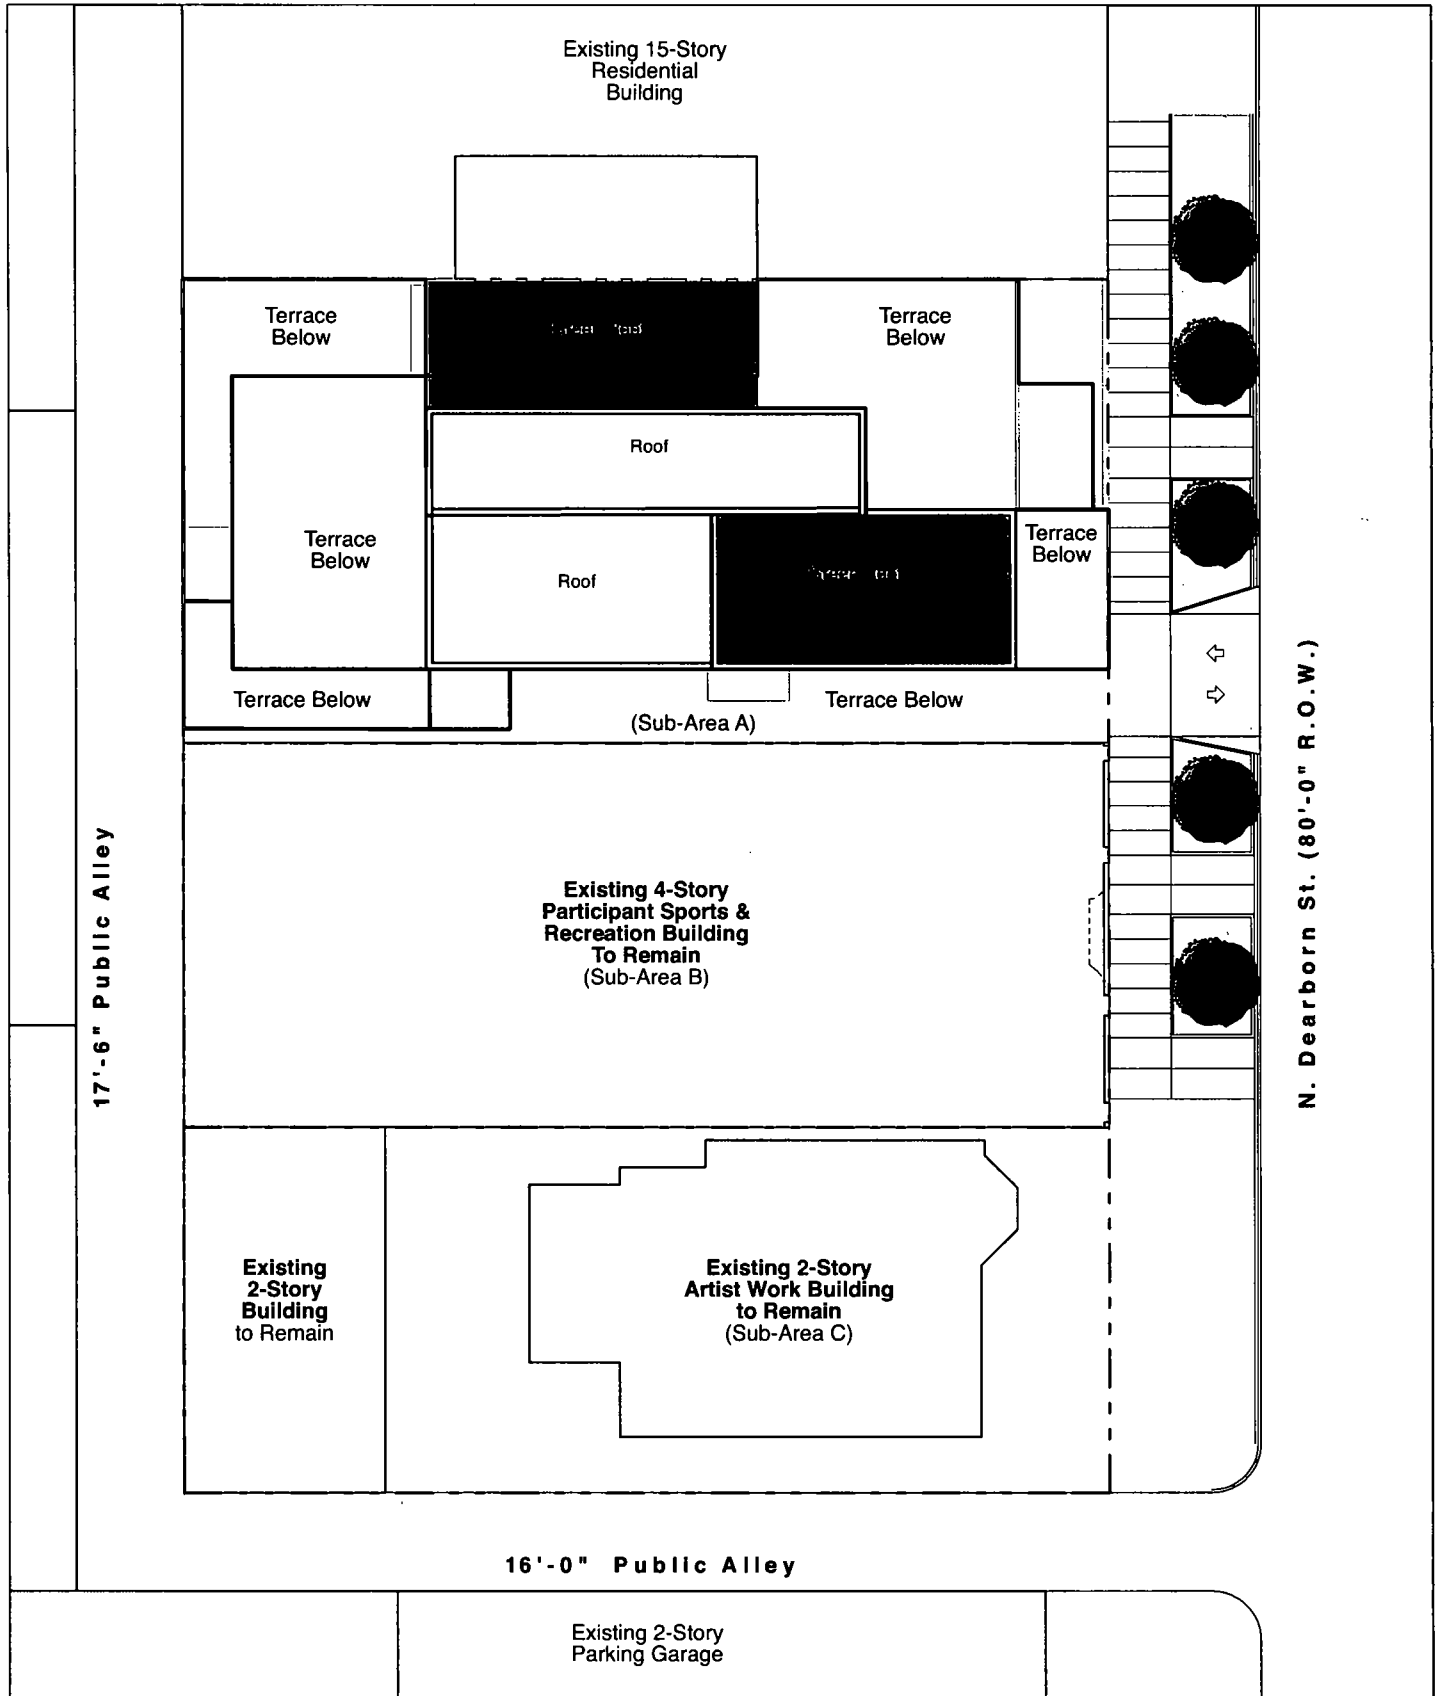 Existing 15-Story
Residential
Building
Terrace
Below
Terrace
Below
Roof
Terrace
Below
Roof
Terrace
Below
Terrace Below
Terrace Below
(Sub-Area A)
17'-6" Public Alley
N. Dearborn St. (80'-0" R.O.W.)
Existing 4-Story
Participant Sports &
Recreation Building
To Remain
(Sub-Area B)
Existing
2-Story
Building
to Remain
Existing 2-Story
Artist Work Building
to Remain
(Sub-Area C)
16'-0" Public Alley
Existing 2-Story
Parking Garage